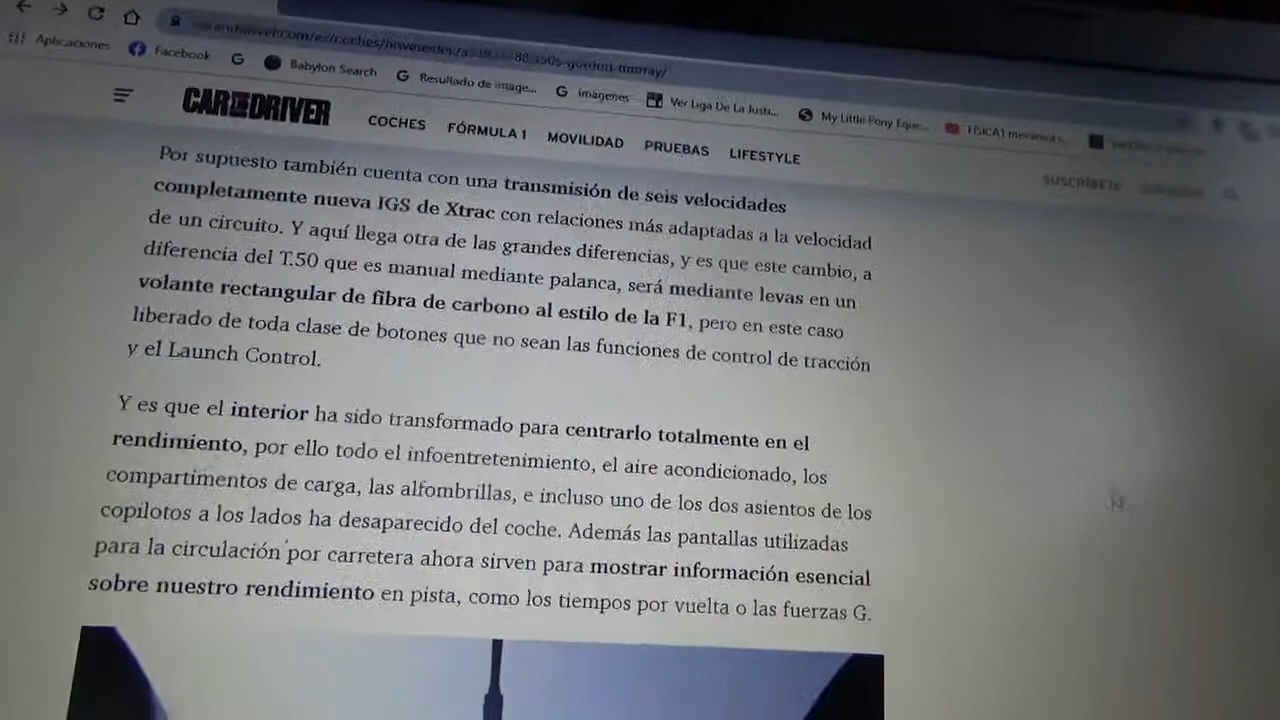 Aplicaciones Facebook Babylon Search Resultado de image... imágenes Ver Liga De La Justi... My Little Pony Eque... FISICA1 mecanica
CAR DRIVER COCHES FÓRMULA 1 MOVILIDAD PRUEBAS LIFESTYLE SUSCRÍBETE
Por supuesto también cuenta con una transmisión de seis velocidades
completamente nueva IGS de Xtrac con relaciones más adaptadas a la velocidad
de un circuito. Y aquí llega otra de las grandes diferencias, y es que este cambio, a
diferencia del T.50 que es manual mediante palanca, será mediante levas en un
volante rectangular de fibra de carbono al estilo de la F1, pero en este caso
liberado de toda clase de botones que no sean las funciones de control de tracción
y el Launch Control.
Y es que el interior ha sido transformado para centrarlo totalmente en el
rendimiento, por ello todo el infoentretenimiento, el aire acondicionado, los
compartimentos de carga, las alfombrillas, e incluso uno de los dos asientos de los
copilotos a los lados ha desaparecido del coche. Además las pantallas utilizadas
para la circulación por carretera ahora sirven para mostrar información esencial
sobre nuestro rendimiento en pista, como los tiempos por vuelta o las fuerzas G.